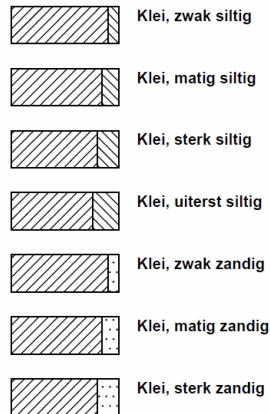 Klei, zwak siltig
Klei, matig siltig
Klei, sterk siltig
Klei, uiterst siltig
Klei, zwak zandig
Klei, matig zandig
Klei, sterk zandig